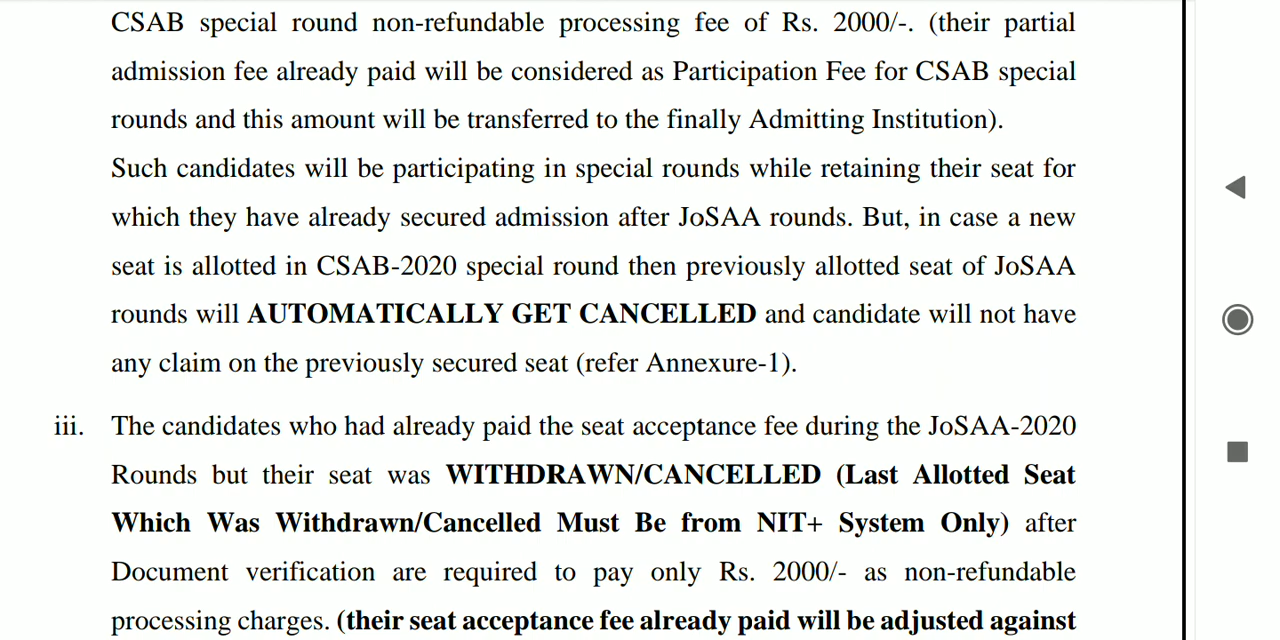 CSAB special round non-refundable processing fee of Rs. 2000/-. (their partial
admission fee already paid will be considered as Participation Fee for CSAB special
rounds and this amount will be transferred to the finally Admitting Institution).
Such candidates will be participating in special rounds while retaining their seat for
which they have already secured admission after JoSAA rounds. But, in case a new
seat is allotted in CSAB-2020 special round then previously allotted seat of JoSAA
rounds will AUTOMATICALLY GET CANCELLED and candidate will not have
any claim on the previously secured seat (refer Annexure-1).
iii. The candidates who had already paid the seat acceptance fee during the JoSAA-2020
Rounds but their seat was WITHDRAWN/CANCELLED (Last Allotted Seat
Which Was Withdrawn/Cancelled Must Be from NIT+ System Only) after
Document verification are required to pay only Rs. 2000/- as non-refundable
processing charges. (their seat acceptance fee already paid will be adjusted against